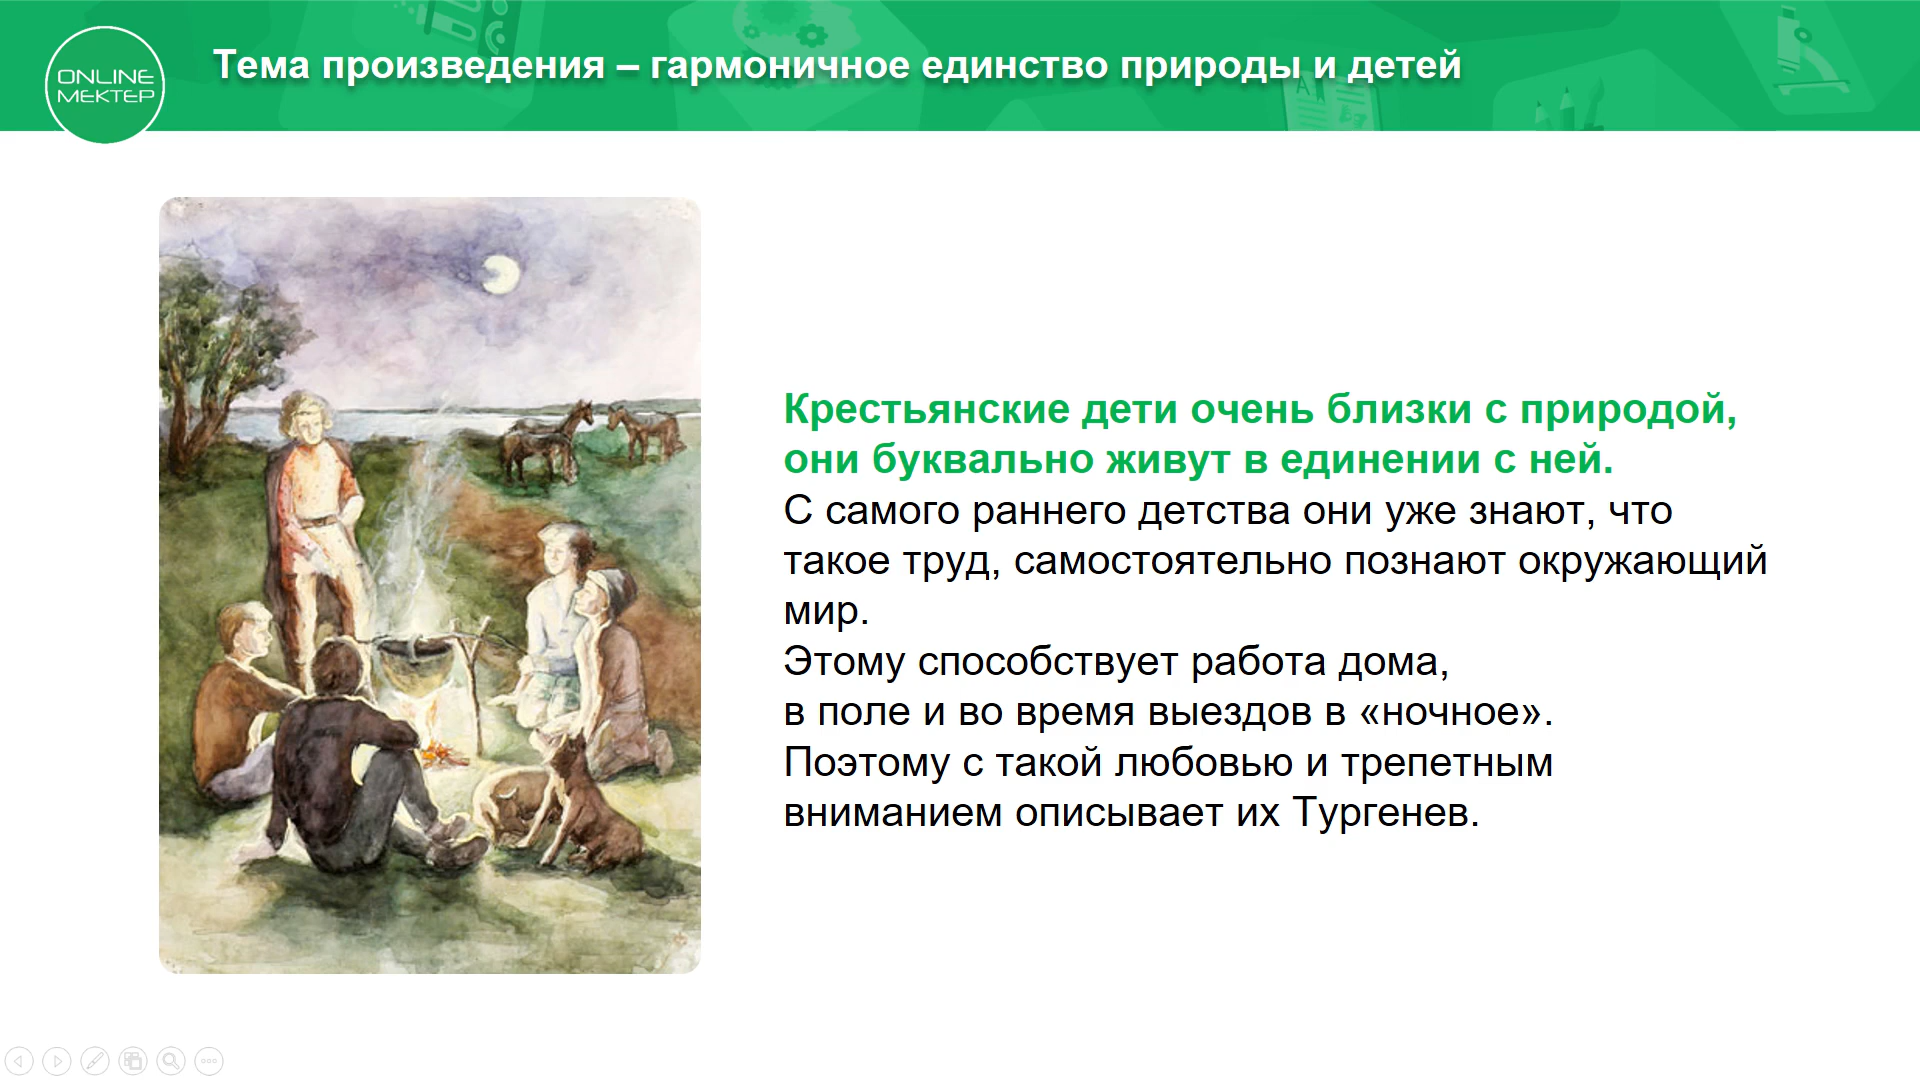 ONLINE
MEKTEP
Тема произведения – гармоничное единство природы и детей
Крестьянские дети очень близки с природой,
они буквально живут в единении с ней.
С самого раннего детства они уже знают, что
такое труд, самостоятельно познают окружающий
мир.
Этому способствует работа дома,
в поле и во время выездов в «ночное».
Поэтому с такой любовью и трепетным
вниманием описывает их Тургенев.